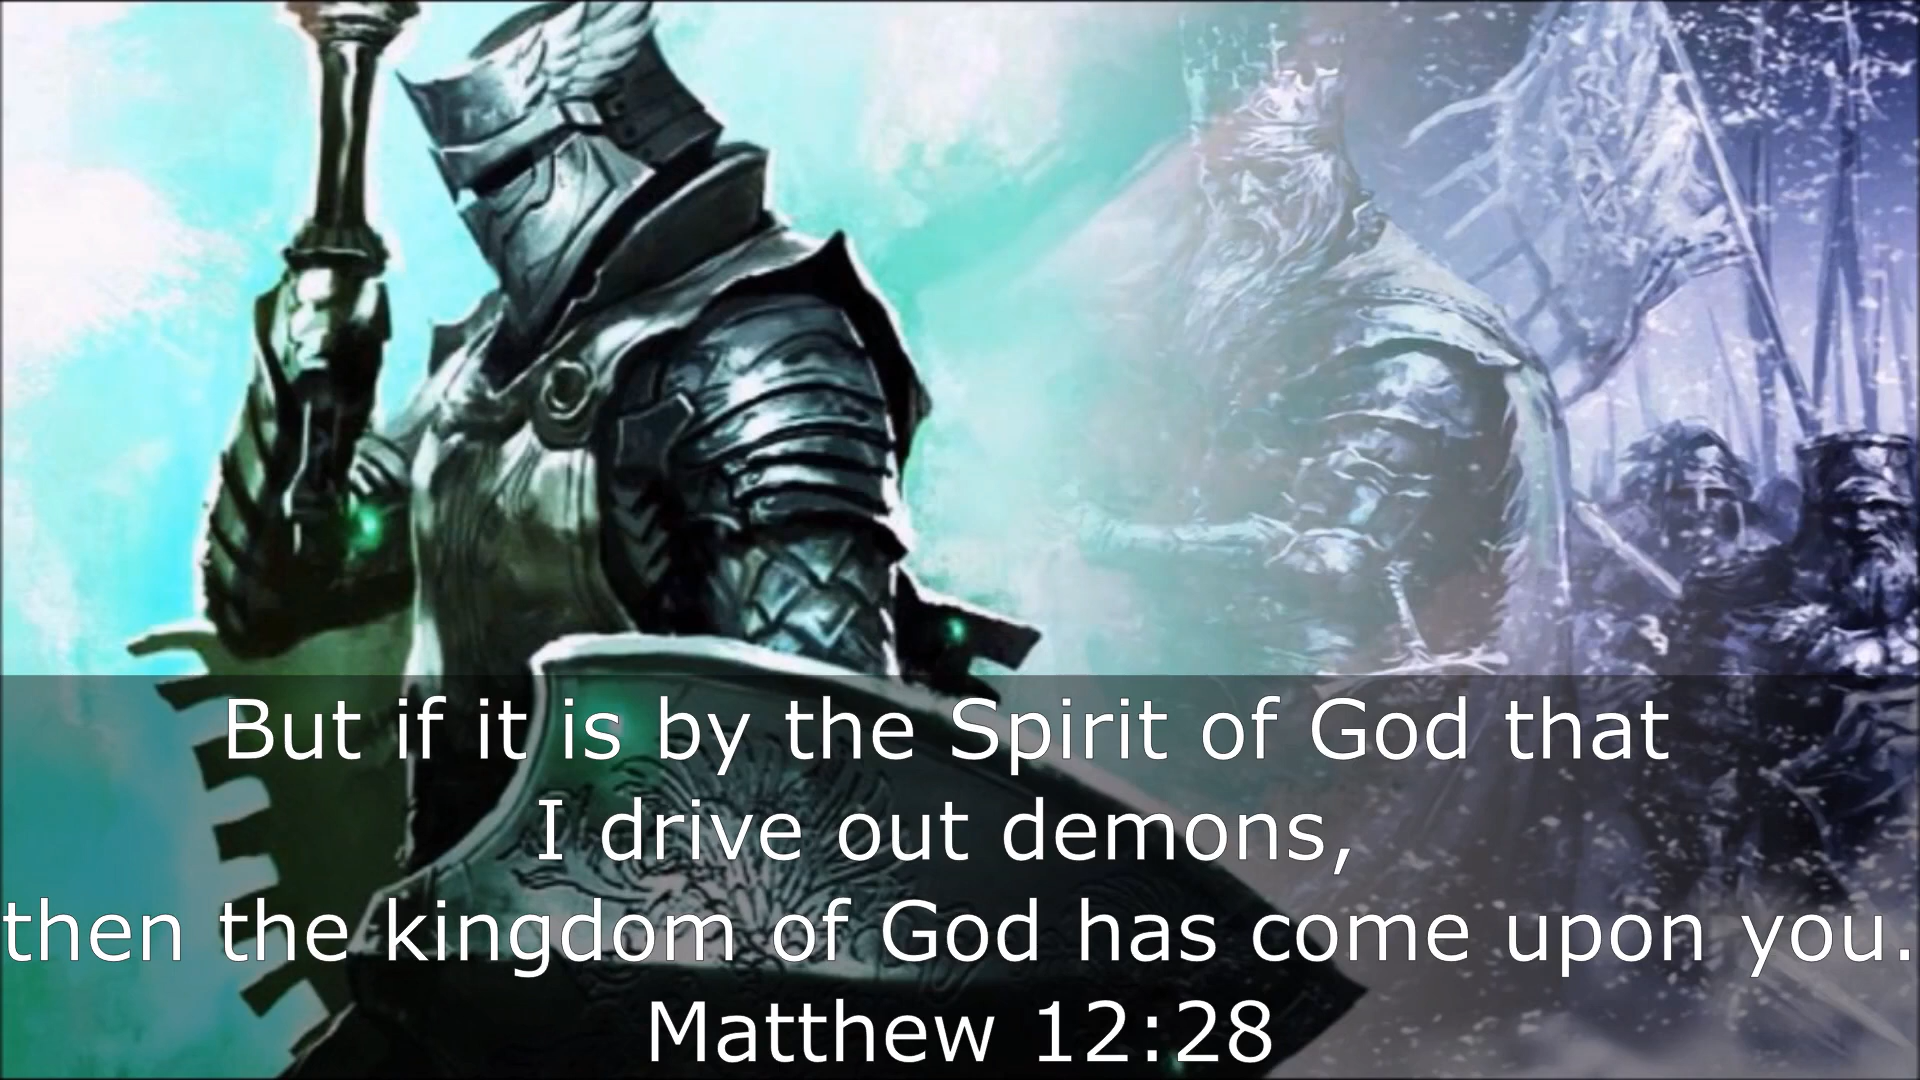 But if it is by the Spirit of God that
I drive out demons,
then the kingdom of God has come upon you.
Matthew 12:28